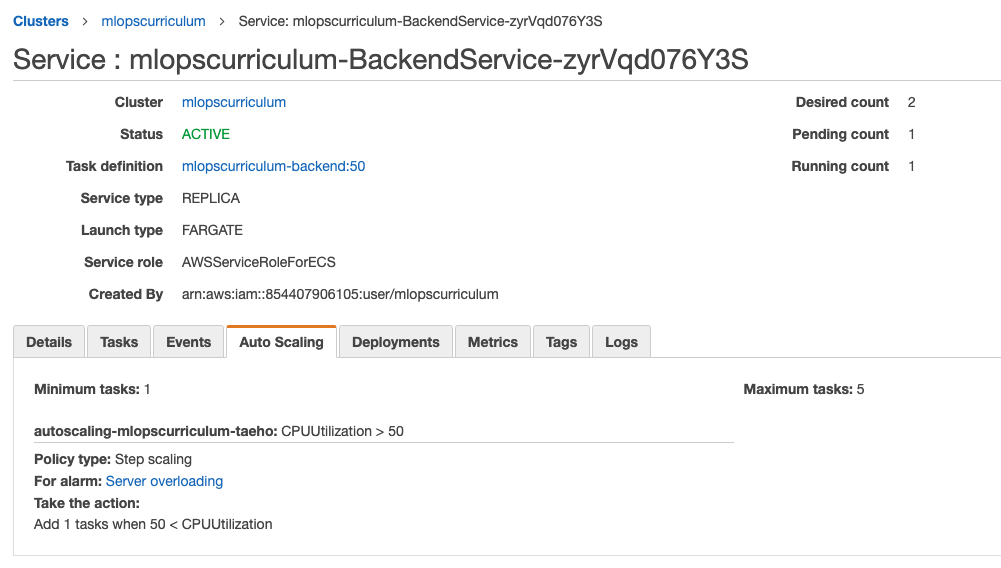 Clusters > mlopscurriculum > Service: mlopscurriculum-BackendService-zyrVqd076Y3S
Service : mlopscurriculum-BackendService-zyrVqd076Y3S
Cluster mlopscurriculum Desired count 2
Status ACTIVE Pending count 1
Task definition mlopscurriculum-backend:50 Running count 1
Service type REPLICA
Launch type FARGATE
Service role AWSServiceRoleForECS
Created By arn:aws:iam::854407906105:user/mlopscurriculum
Details Tasks Events Auto Scaling Deployments Metrics Tags Logs
Minimum tasks: 1 Maximum tasks: 5
autoscaling-mlopscurriculum-taeho: CPUUtilization > 50
Policy type: Step scaling
For alarm: Server overloading
Take the action:
Add 1 tasks when 50 < CPUUtilization